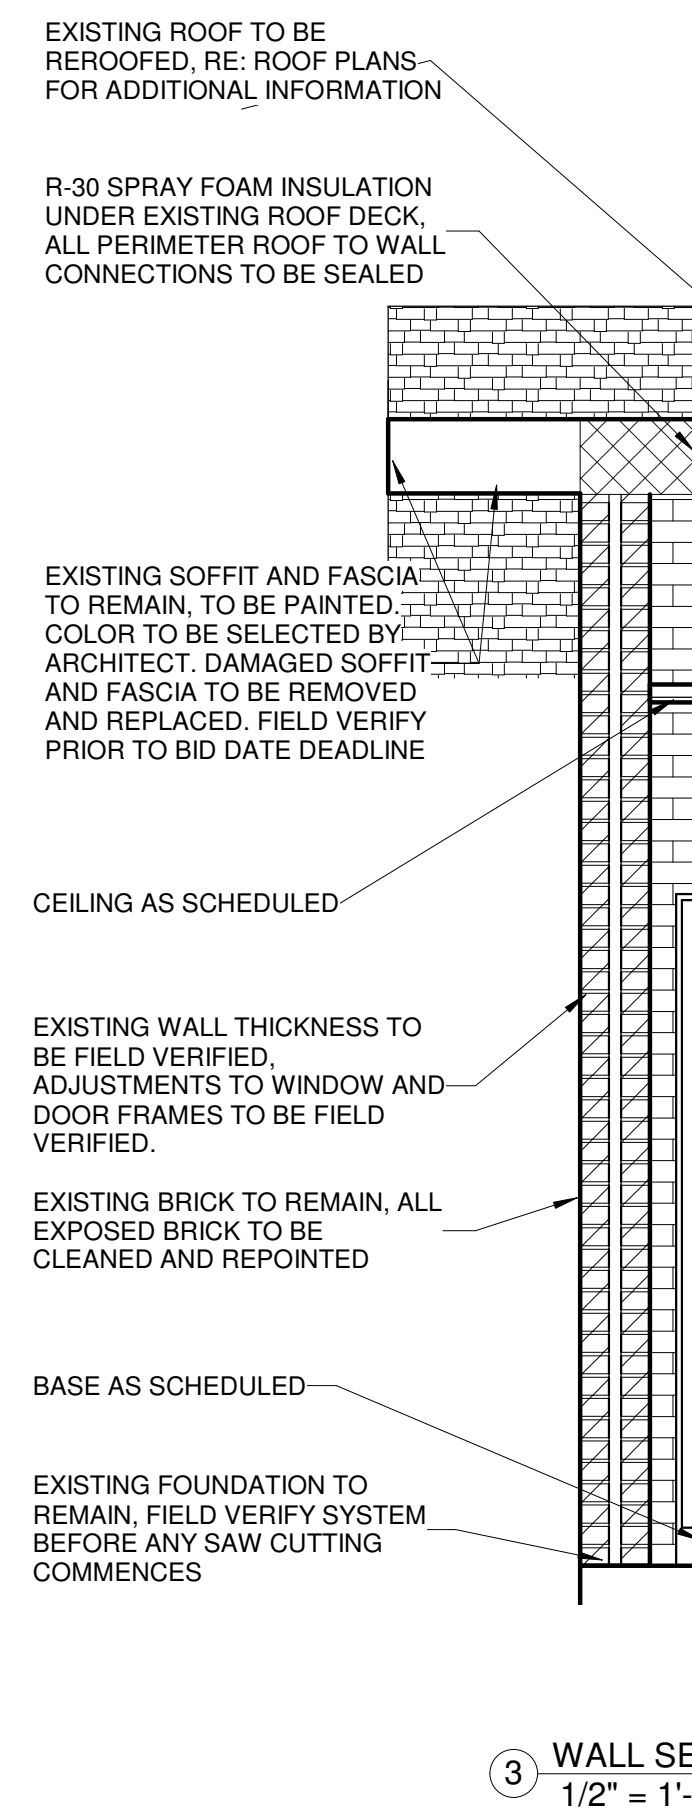 EXISTING ROOF TO BE
REROOFED, RE: ROOF PLANS
FOR ADDITIONAL INFORMATION
R-30 SPRAY FOAM INSULATION
UNDER EXISTING ROOF DECK,
ALL PERIMETER ROOF TO WALL
CONNECTIONS TO BE SEALED
EXISTING SOFFIT AND FASCIA
TO REMAIN, TO BE PAINTED.
COLOR TO BE SELECTED BY
ARCHITECT. DAMAGED SOFFIT
AND FASCIA TO BE REMOVED
AND REPLACED. FIELD VERIFY
PRIOR TO BID DATE DEADLINE
CEILING AS SCHEDULED
EXISTING WALL THICKNESS TO
BE FIELD VERIFIED,
ADJUSTMENTS TO WINDOW AND
DOOR FRAMES TO BE FIELD
VERIFIED.
EXISTING BRICK TO REMAIN, ALL
EXPOSED BRICK TO BE
CLEANED AND REPOINTED
BASE AS SCHEDULED
EXISTING FOUNDATION TO
REMAIN, FIELD VERIFY SYSTEM
BEFORE ANY SAW CUTTING
COMMENCES
3 WALL SE
1/2" = 1'-